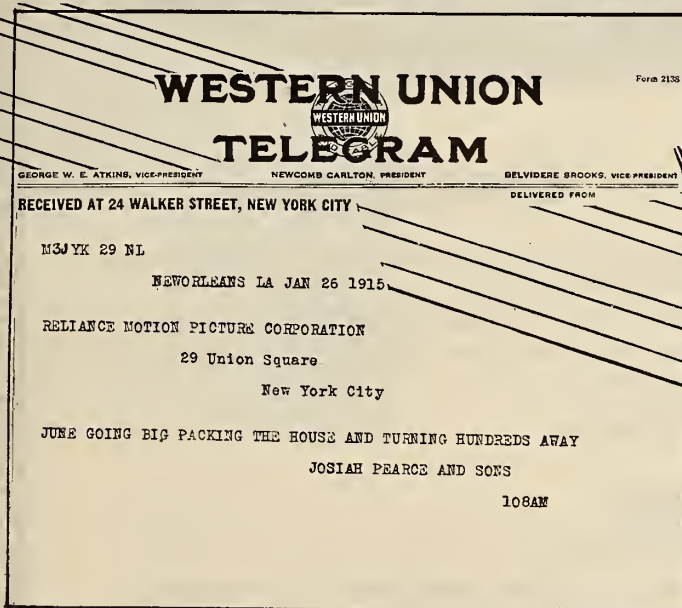 WESTERN UNION
Form 2138
WESTERN UNION
TELEGRAM
GEORGE W. E. ATKINS, VICE-PRESIDENT NEWCOMB CARLTON, PRESIDENT BELVIDERE BROOKS, VICE-PRESIDENT
RECEIVED AT 24 WALKER STREET, NEW YORK CITY
DELIVERED FROM
M3JYK 29 NL
NEWORLEANS LA JAN 26 1915
RELIANCE MOTION PICTURE CORPORATION
29 Union Square
New York City
JUNE GOING BIG PACKING THE HOUSE AND TURNING HUNDREDS AWAY
JOSIAH PEARCE AND SONS
108AM